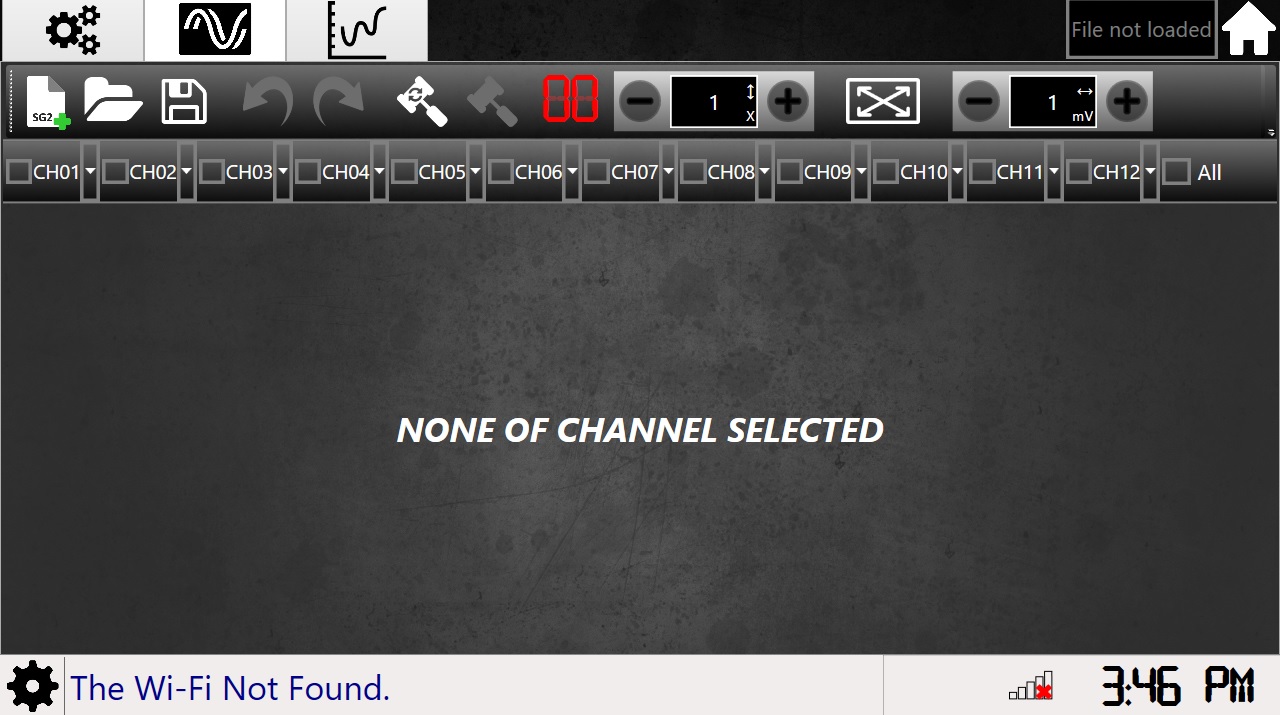 File not loaded
SG2
00
1
X
1
mV
CH01
CH02
CH03
CH04
CH05
CH06
CH07
CH08
CH09
CH10
CH11
CH12
All
NONE OF CHANNEL SELECTED
The Wi-Fi Not Found.
3:46 PM